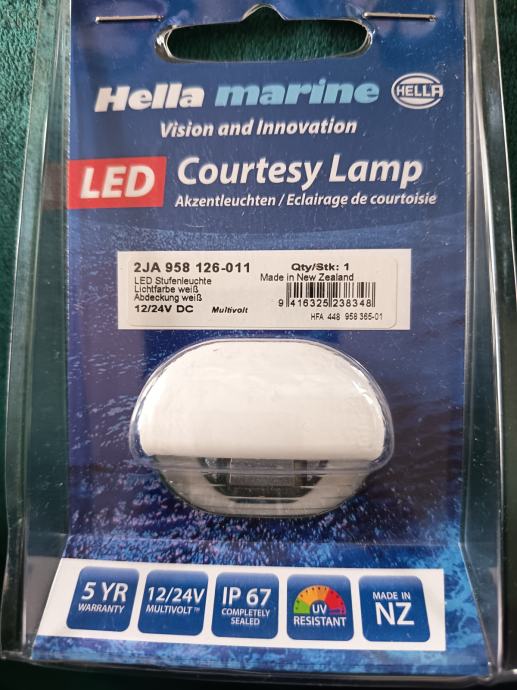 Hella marine HELLA
Vision and Innovation
LED Courtesy Lamp
Akzentleuchten / Eclairage de courtoisie
2JA 958 126-011 Qty/Stk: 1
LED Stufenleuchte Made in New Zealand
Lichtfarbe weiß
Abdeckung weiß
12/24V DC Multivolt
9 416325 238348
HFA 448 958 365-01
5 YR WARRANTY
12/24V MULTIVOLT™
IP 67 COMPLETELY SEALED
UV RESISTANT
MADE IN NZ